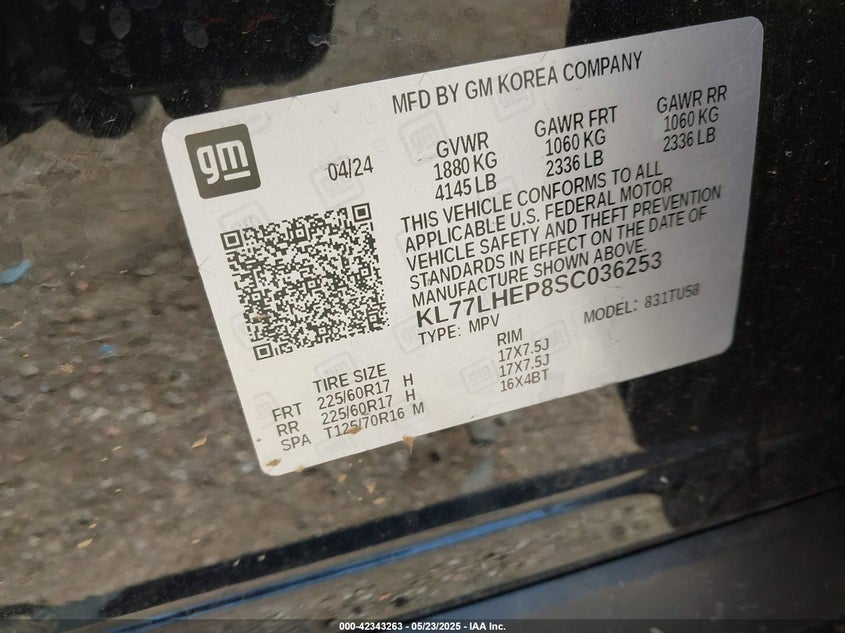 MFD BY GM KOREA COMPANY
gm
04/24
GVWR
1880 KG
4145 LB
GAWR FRT
1060 KG
2336 LB
GAWR RR
1060 KG
2336 LB
THIS VEHICLE CONFORMS TO ALL
APPLICABLE U.S. FEDERAL MOTOR
VEHICLE SAFETY AND THEFT PREVENTION
STANDARDS IN EFFECT ON THE DATE OF
MANUFACTURE SHOWN ABOVE.
KL77LHEP8SC036253
TYPE: MPV
MODEL: 831TU58
TIRE SIZE
FRT 225/60R17 H
RR 225/60R17 H
SPA T125/70R16 M
RIM
17X7.5J
17X7.5J
16X4BT
000-42343263 - 05/23/2025 - IAA Inc.